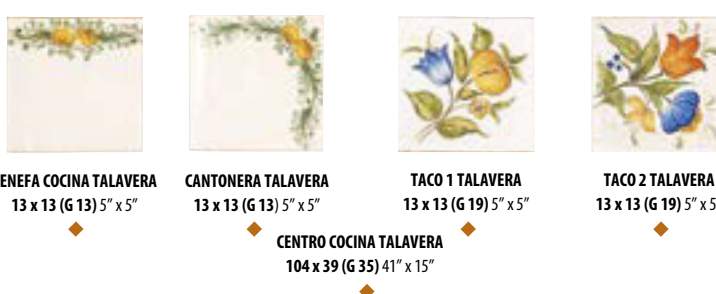 ENEFA COCINA TALAVERA
13 x 13 (G 13) 5” x 5”
CANTONERA TALAVERA
13 x 13 (G 13) 5” x 5”
TACO 1 TALAVERA
13 x 13 (G 19) 5” x 5”
TACO 2 TALAVERA
13 x 13 (G 19) 5” x 5
CENTRO COCINA TALAVERA
104 x 39 (G 35) 41” x 15”